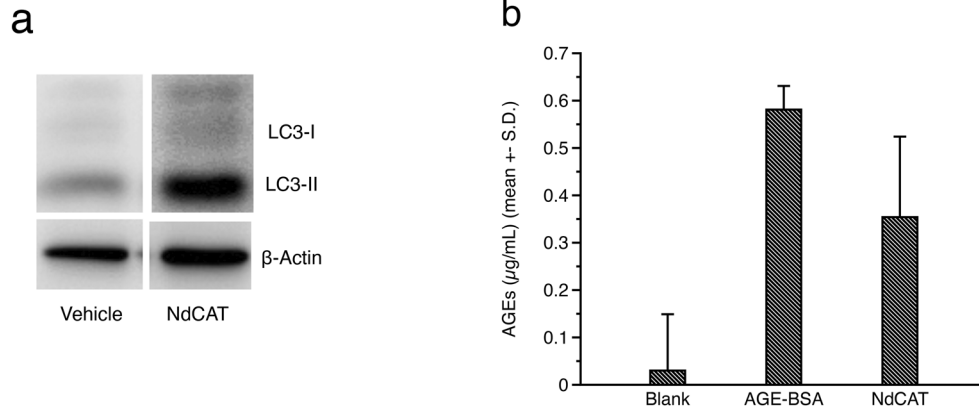 a
LC3-I
LC3-II
β-Actin
Vehicle NdCAT
b
AGEs (µg/mL) (mean +- S.D.)
0.7
0.6
0.5
0.4
0.3
0.2
0.1
0
Blank AGE-BSA NdCAT